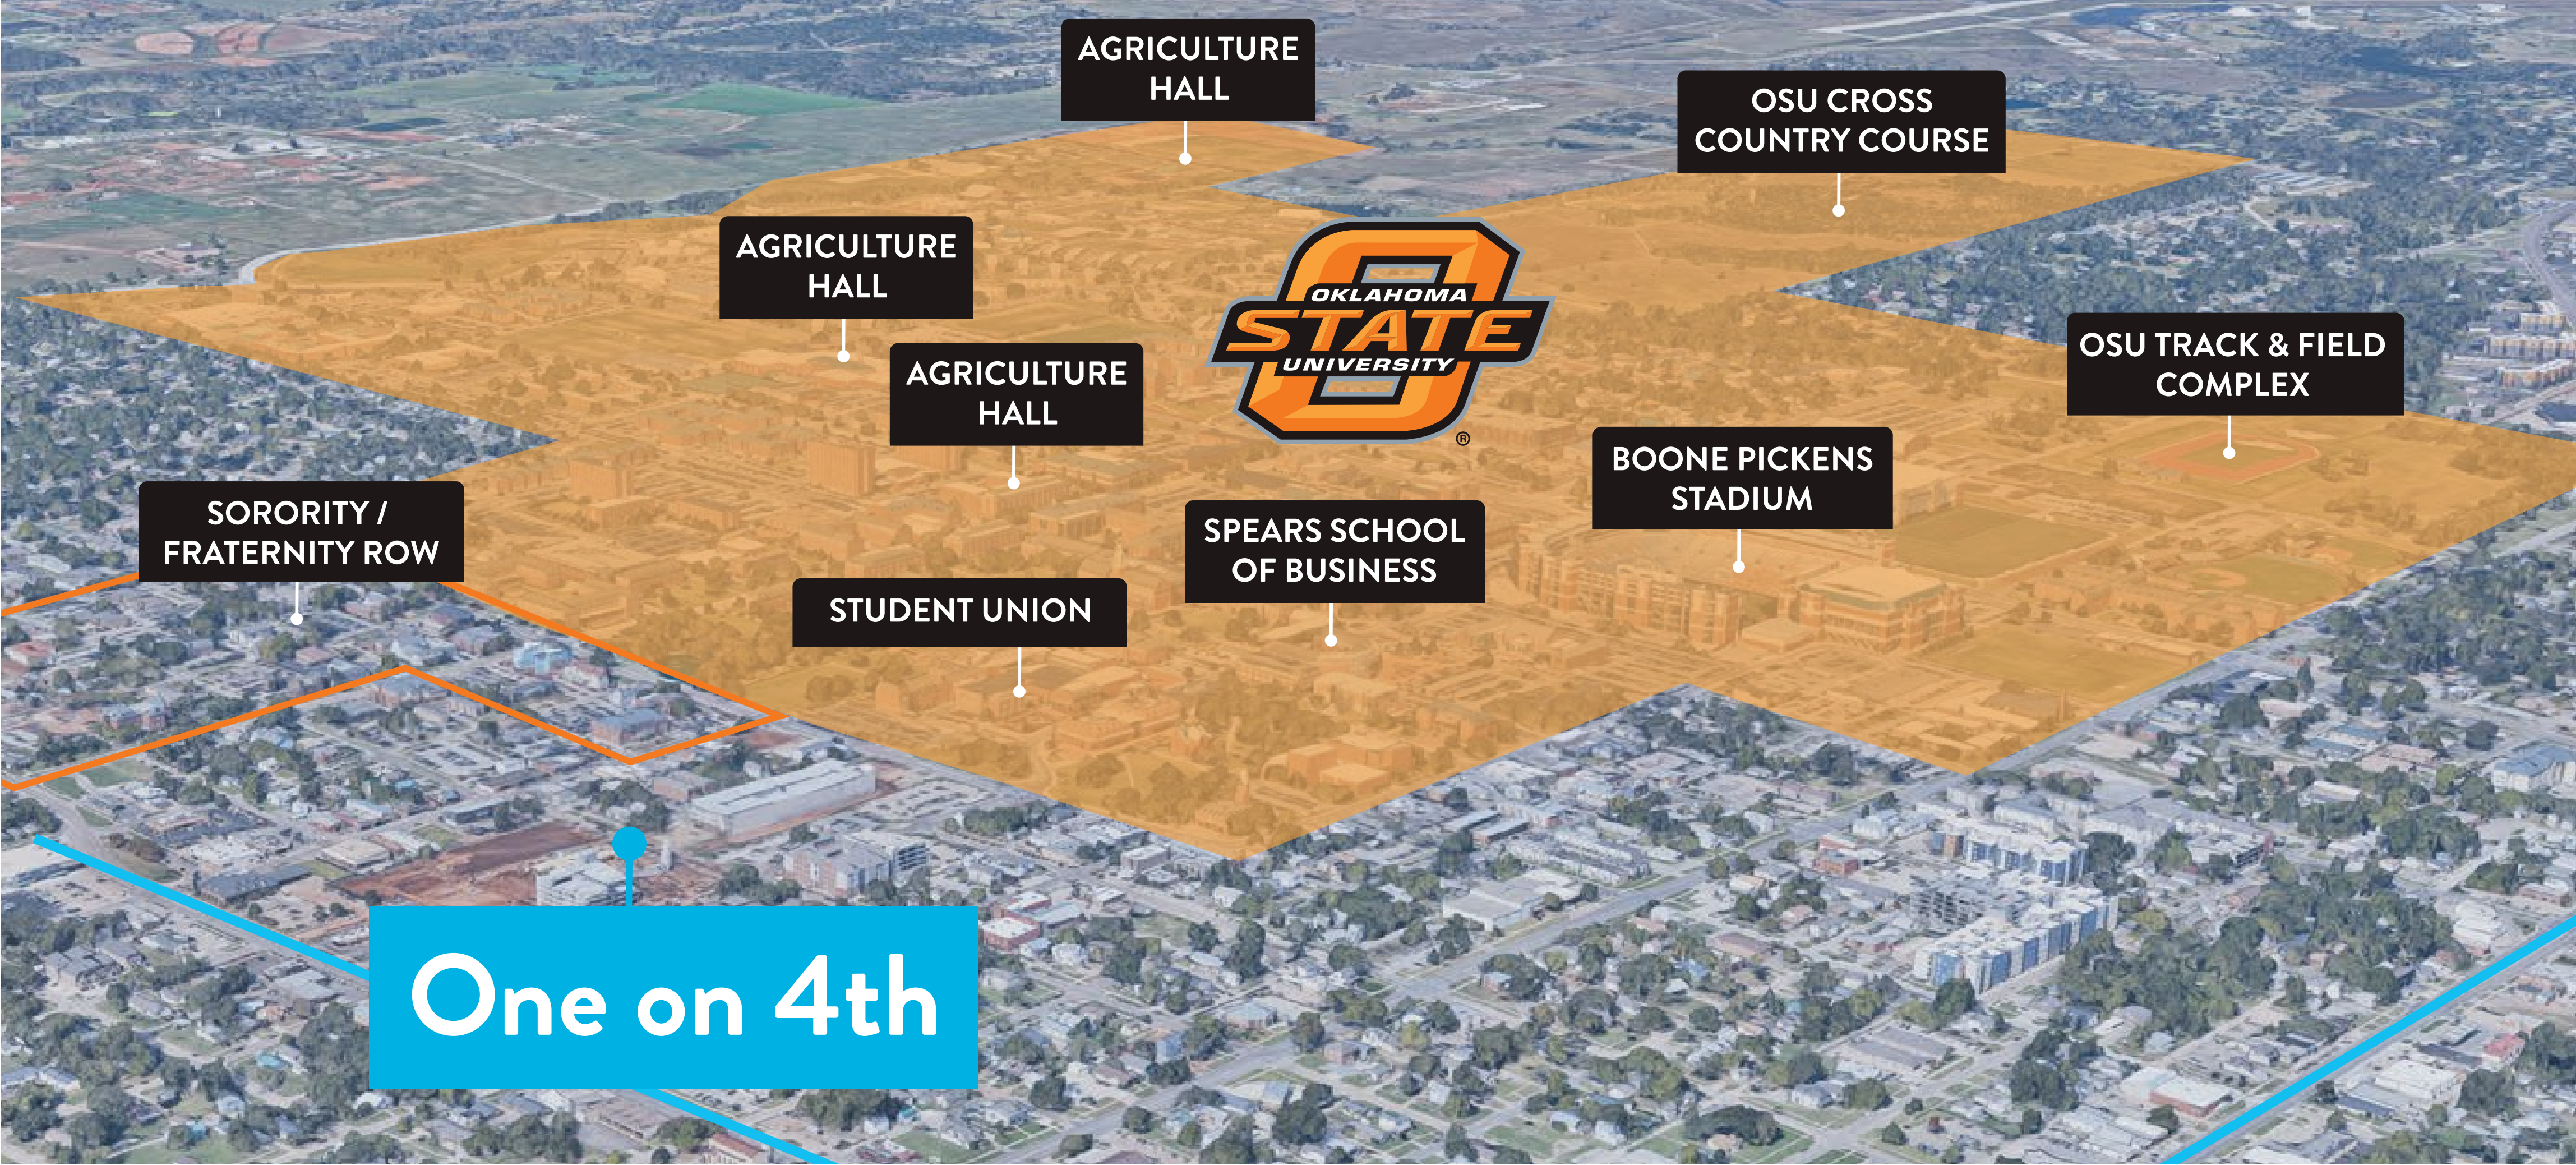 AGRICULTURE
HALL
OSU CROSS
COUNTRY COURSE
AGRICULTURE
HALL
OKLAHOMA
STATE
UNIVERSITY
®
OSU TRACK & FIELD
COMPLEX
AGRICULTURE
HALL
BOONE PICKENS
STADIUM
SORORITY /
FRATERNITY ROW
SPEARS SCHOOL
OF BUSINESS
STUDENT UNION
One on 4th